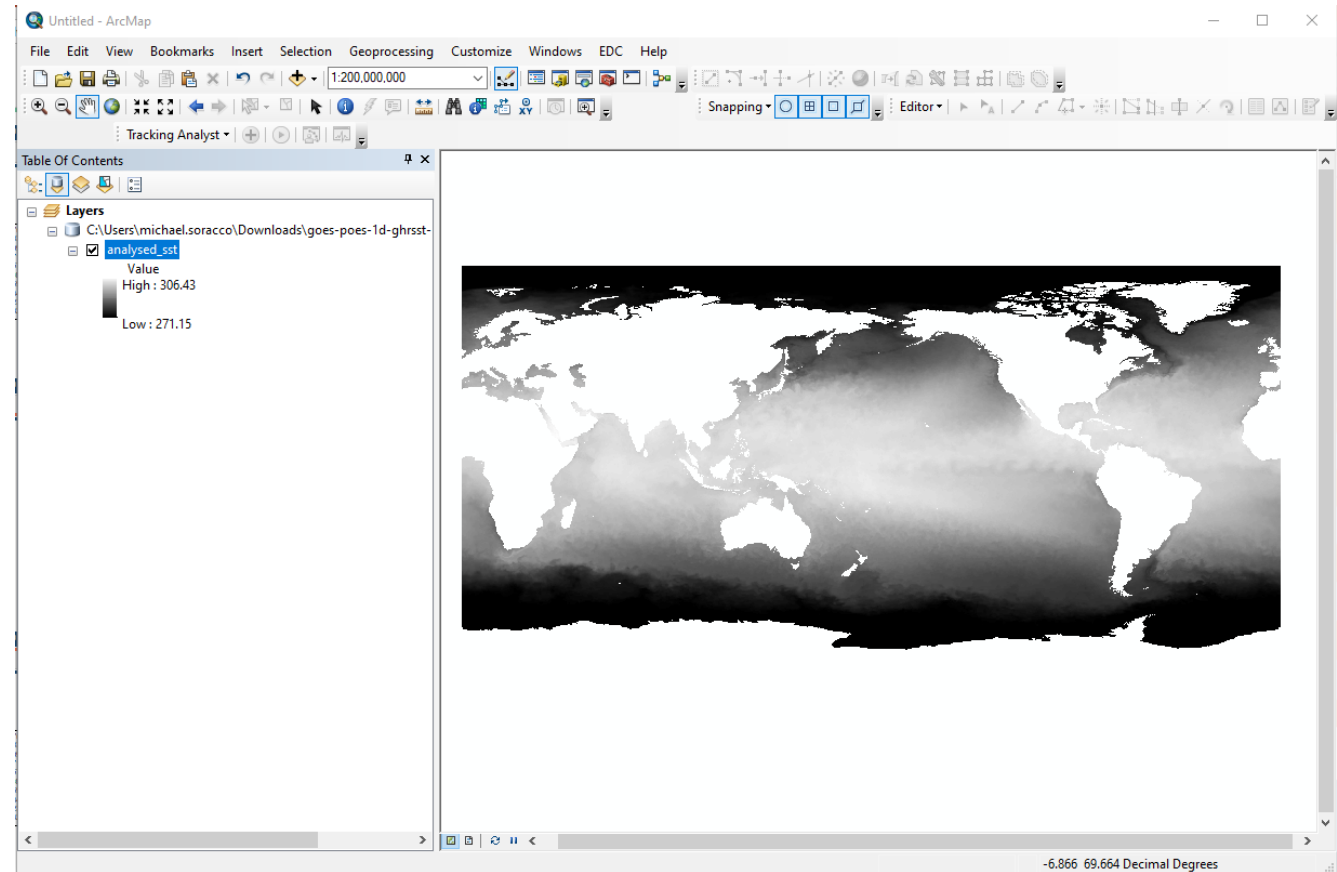 Untitled - ArcMap
File Edit View Bookmarks Insert Selection Geoprocessing Customize Windows EDC Help
1:200,000,000
Snapping Editor
Tracking Analyst
Table Of Contents
Layers
C:\Users\michael.soracco\Downloads\goes-poes-1d-ghrsst-
analysed_sst
Value
High : 306.43
Low : 271.15
-6.866 69.664 Decimal Degrees